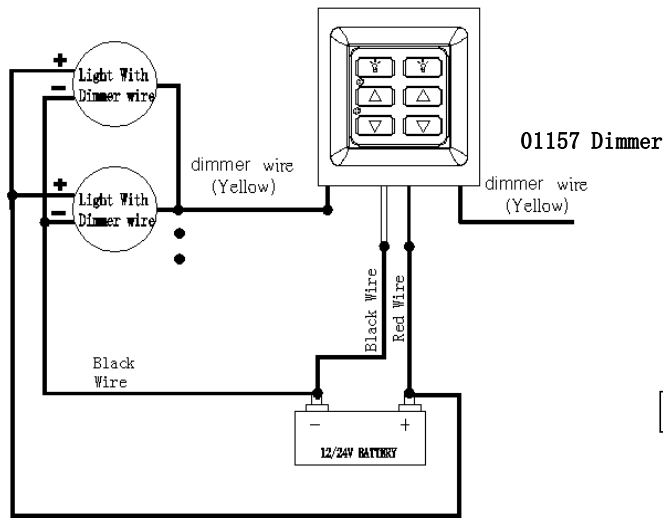 +
Light With
Dimmer wire
−
+
Light With
Dimmer wire
−
dimmer wire
(Yellow)
01157 Dimmer
dimmer wire
(Yellow)
Black Wire
Red Wire
Black
Wire
− +
12/24V BATTERY